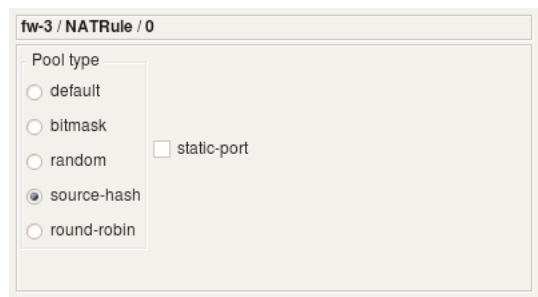 fw-3 / NATRule / 0
Pool type
default
bitmask
random
static-port
source-hash
round-robin